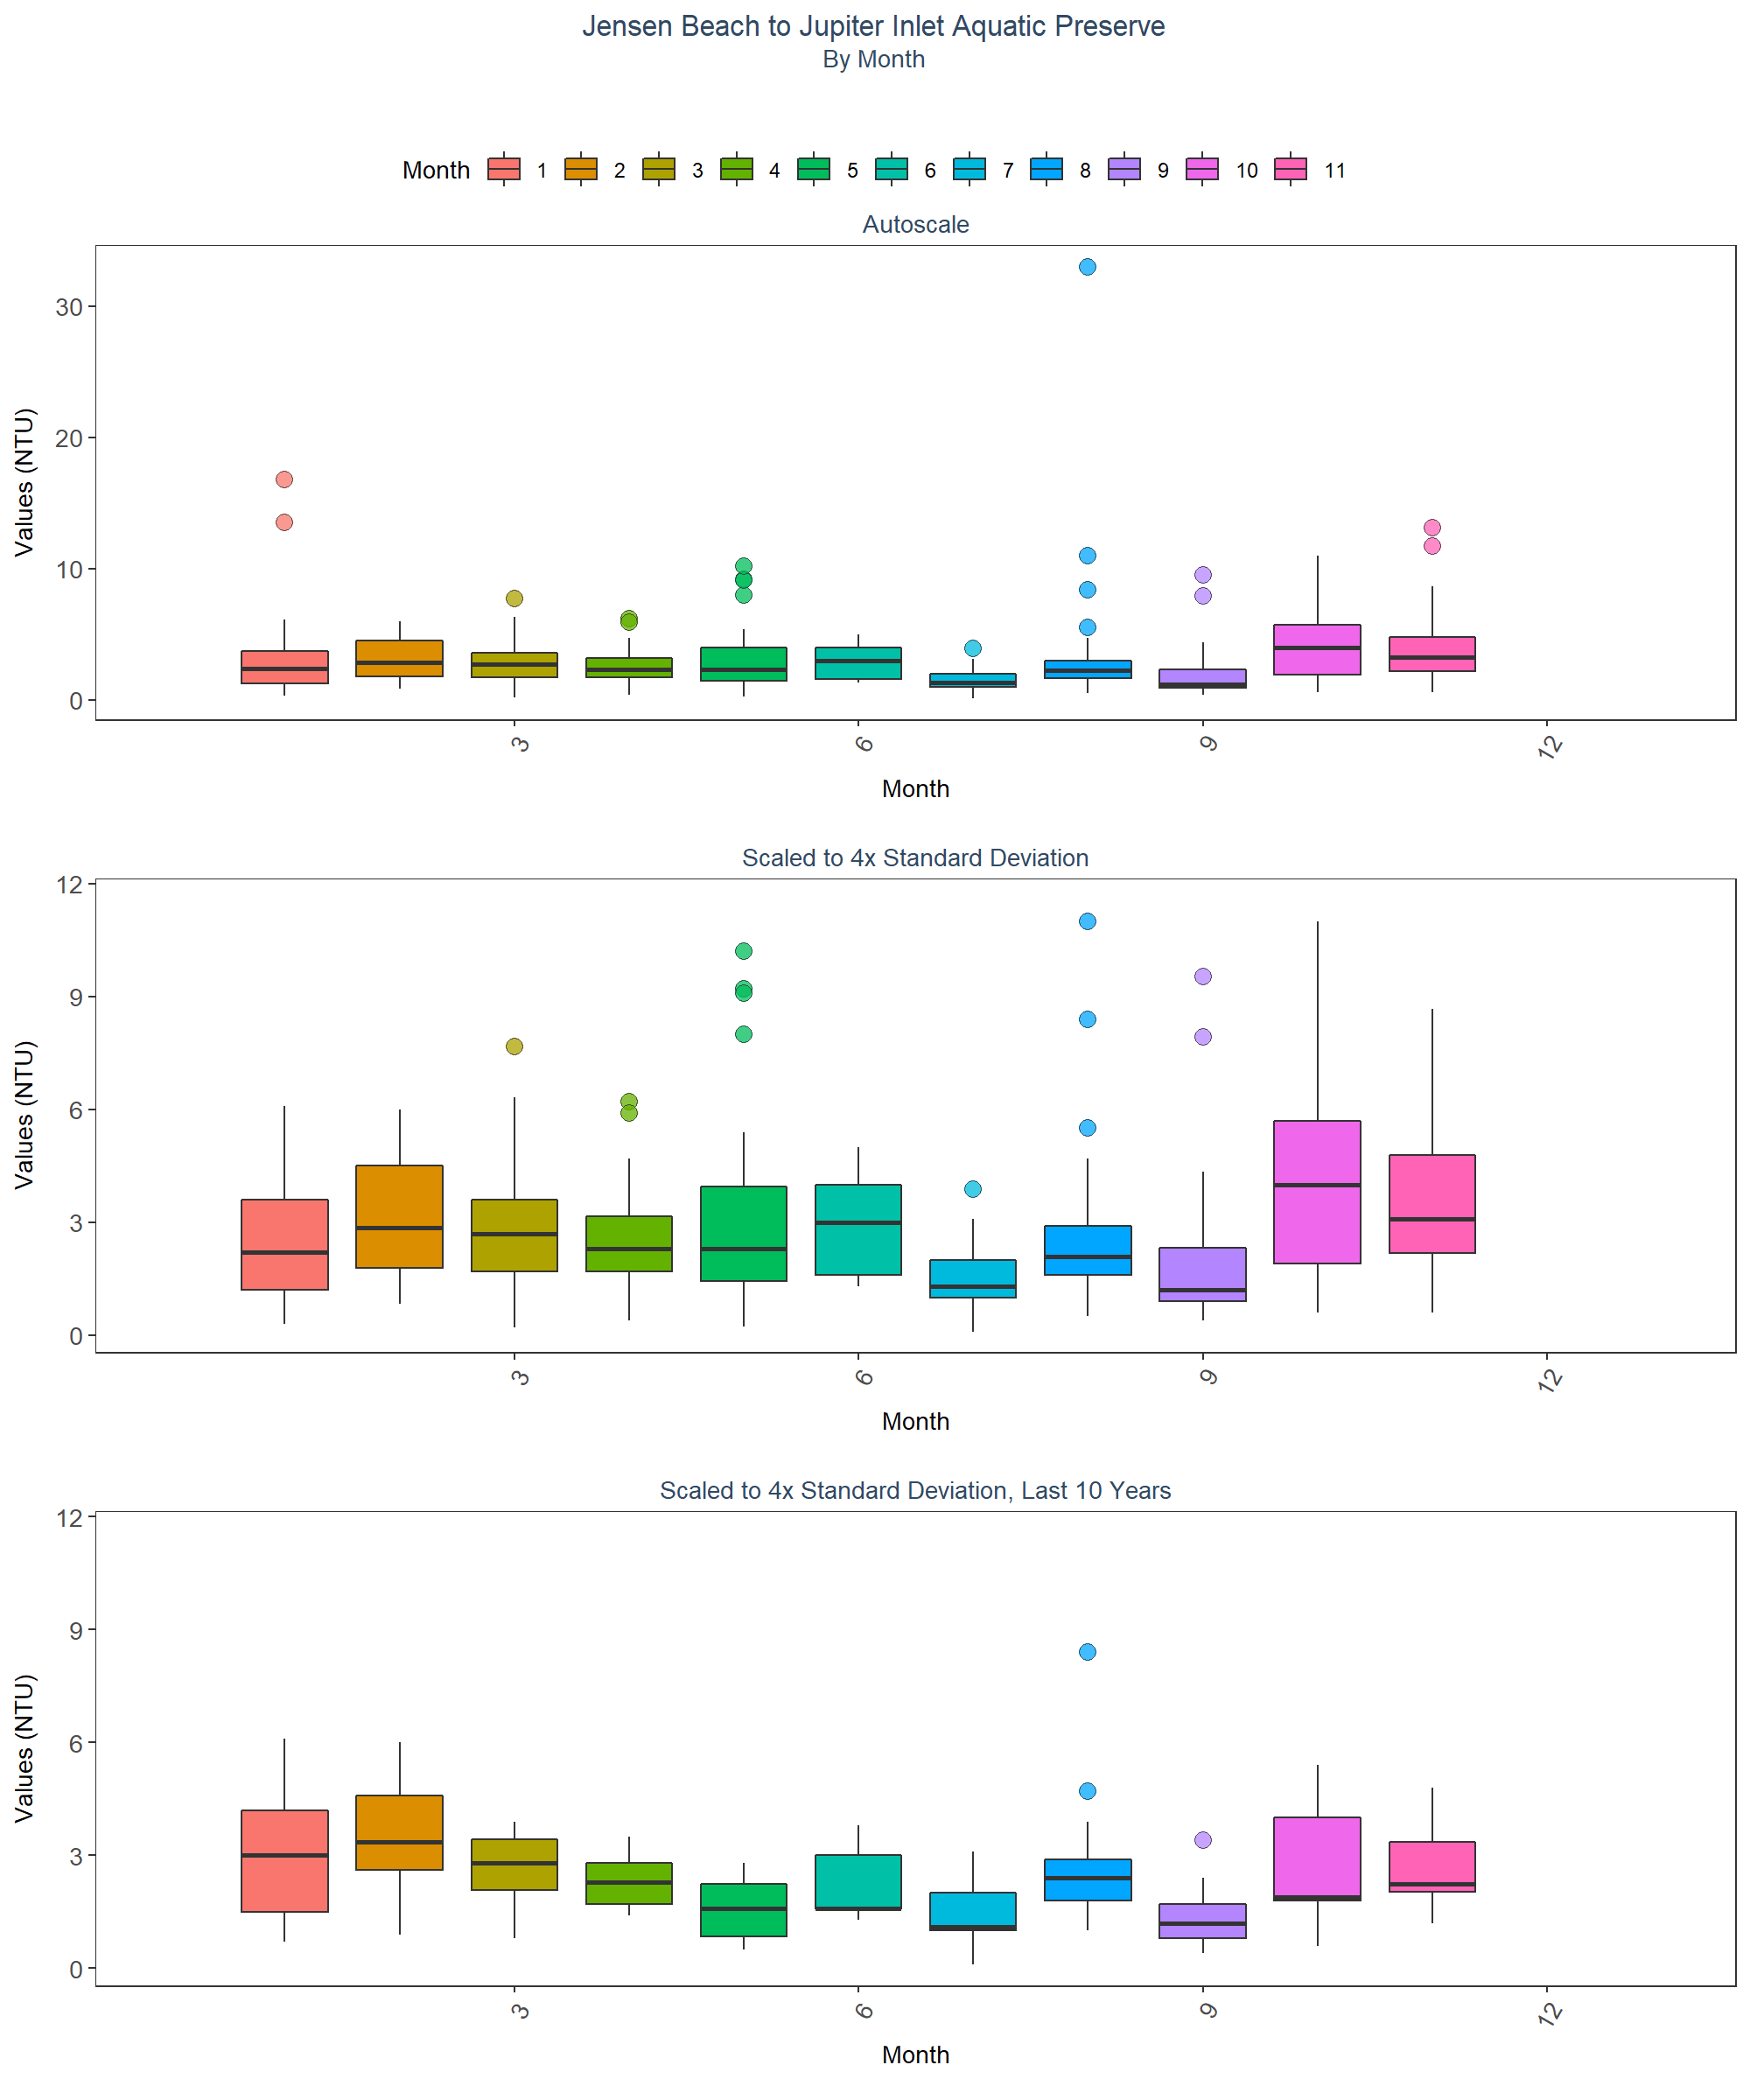 Jensen Beach to Jupiter Inlet Aquatic Preserve
By Month
Month 1 2 3 4 5 6 7 8 9 10 11
Autoscale
Values (NTU)
30
20
10
0
3 6 9 12
Month
Scaled to 4x Standard Deviation
Values (NTU)
12
9
6
3
0
3 6 9 12
Month
Scaled to 4x Standard Deviation, Last 10 Years
Values (NTU)
12
9
6
3
0
3 6 9 12
Month